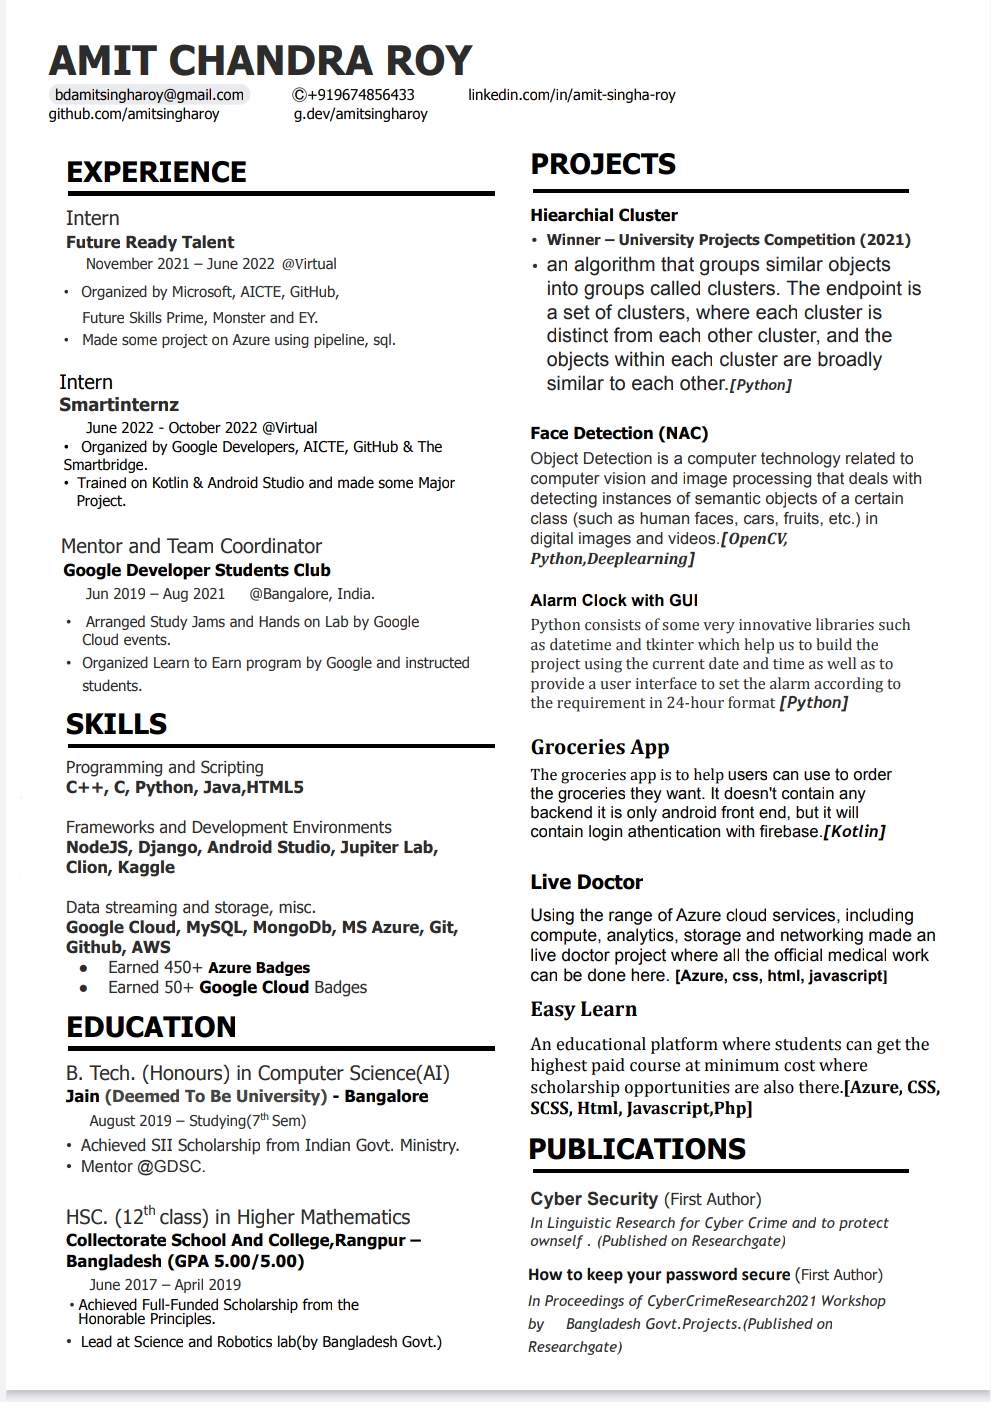 AMIT CHANDRA ROY
bdamitsingharoy@gmail.com ©+919674856433 linkedin.com/in/amit-singha-roy
github.com/amitsingharoy g.dev/amitsingharoy
EXPERIENCE
Intern
Future Ready Talent
November 2021 – June 2022 @Virtual
• Organized by Microsoft, AICTE, GitHub,
Future Skills Prime, Monster and EY.
• Made some project on Azure using pipeline, sql.
Intern
Smartinternz
June 2022 - October 2022 @Virtual
• Organized by Google Developers, AICTE, GitHub & The
Smartbridge.
• Trained on Kotlin & Android Studio and made some Major
Project.
Mentor and Team Coordinator
Google Developer Students Club
Jun 2019 – Aug 2021 @Bangalore, India.
• Arranged Study Jams and Hands on Lab by Google
Cloud events.
• Organized Learn to Earn program by Google and instructed
students.
SKILLS
Programming and Scripting
C++, C, Python, Java,HTML5
Frameworks and Development Environments
NodeJS, Django, Android Studio, Jupiter Lab,
Clion, Kaggle
Data streaming and storage, misc.
Google Cloud, MySQL, MongoDb, MS Azure, Git,
Github, AWS
● Earned 450+ Azure Badges
● Earned 50+ Google Cloud Badges
EDUCATION
B. Tech. (Honours) in Computer Science(AI)
Jain (Deemed To Be University) - Bangalore
August 2019 – Studying(7th Sem)
• Achieved SII Scholarship from Indian Govt. Ministry.
• Mentor @GDSC.
HSC. (12th class) in Higher Mathematics
Collectorate School And College,Rangpur –
Bangladesh (GPA 5.00/5.00)
June 2017 – April 2019
• Achieved Full-Funded Scholarship from the
Honorable Principles.
• Lead at Science and Robotics lab(by Bangladesh Govt.)
PROJECTS
Hiearchial Cluster
• Winner – University Projects Competition (2021)
• an algorithm that groups similar objects
into groups called clusters. The endpoint is
a set of clusters, where each cluster is
distinct from each other cluster, and the
objects within each cluster are broadly
similar to each other.[Python]
Face Detection (NAC)
Object Detection is a computer technology related to
computer vision and image processing that deals with
detecting instances of semantic objects of a certain
class (such as human faces, cars, fruits, etc.) in
digital images and videos.[OpenCV,
Python,Deeplearning]
Alarm Clock with GUI
Python consists of some very innovative libraries such
as datetime and tkinter which help us to build the
project using the current date and time as well as to
provide a user interface to set the alarm according to
the requirement in 24-hour format [Python]
Groceries App
The groceries app is to help users can use to order
the groceries they want. It doesn't contain any
backend it is only android front end, but it will
contain login athentication with firebase.[Kotlin]
Live Doctor
Using the range of Azure cloud services, including
compute, analytics, storage and networking made an
live doctor project where all the official medical work
can be done here. [Azure, css, html, javascript]
Easy Learn
An educational platform where students can get the
highest paid course at minimum cost where
scholarship opportunities are also there.[Azure, CSS,
SCSS, Html, Javascript,Php]
PUBLICATIONS
Cyber Security (First Author)
In Linguistic Research for Cyber Crime and to protect
ownself . (Published on Researchgate)
How to keep your password secure (First Author)
In Proceedings of CyberCrimeResearch2021 Workshop
by Bangladesh Govt.Projects.(Published on
Researchgate)